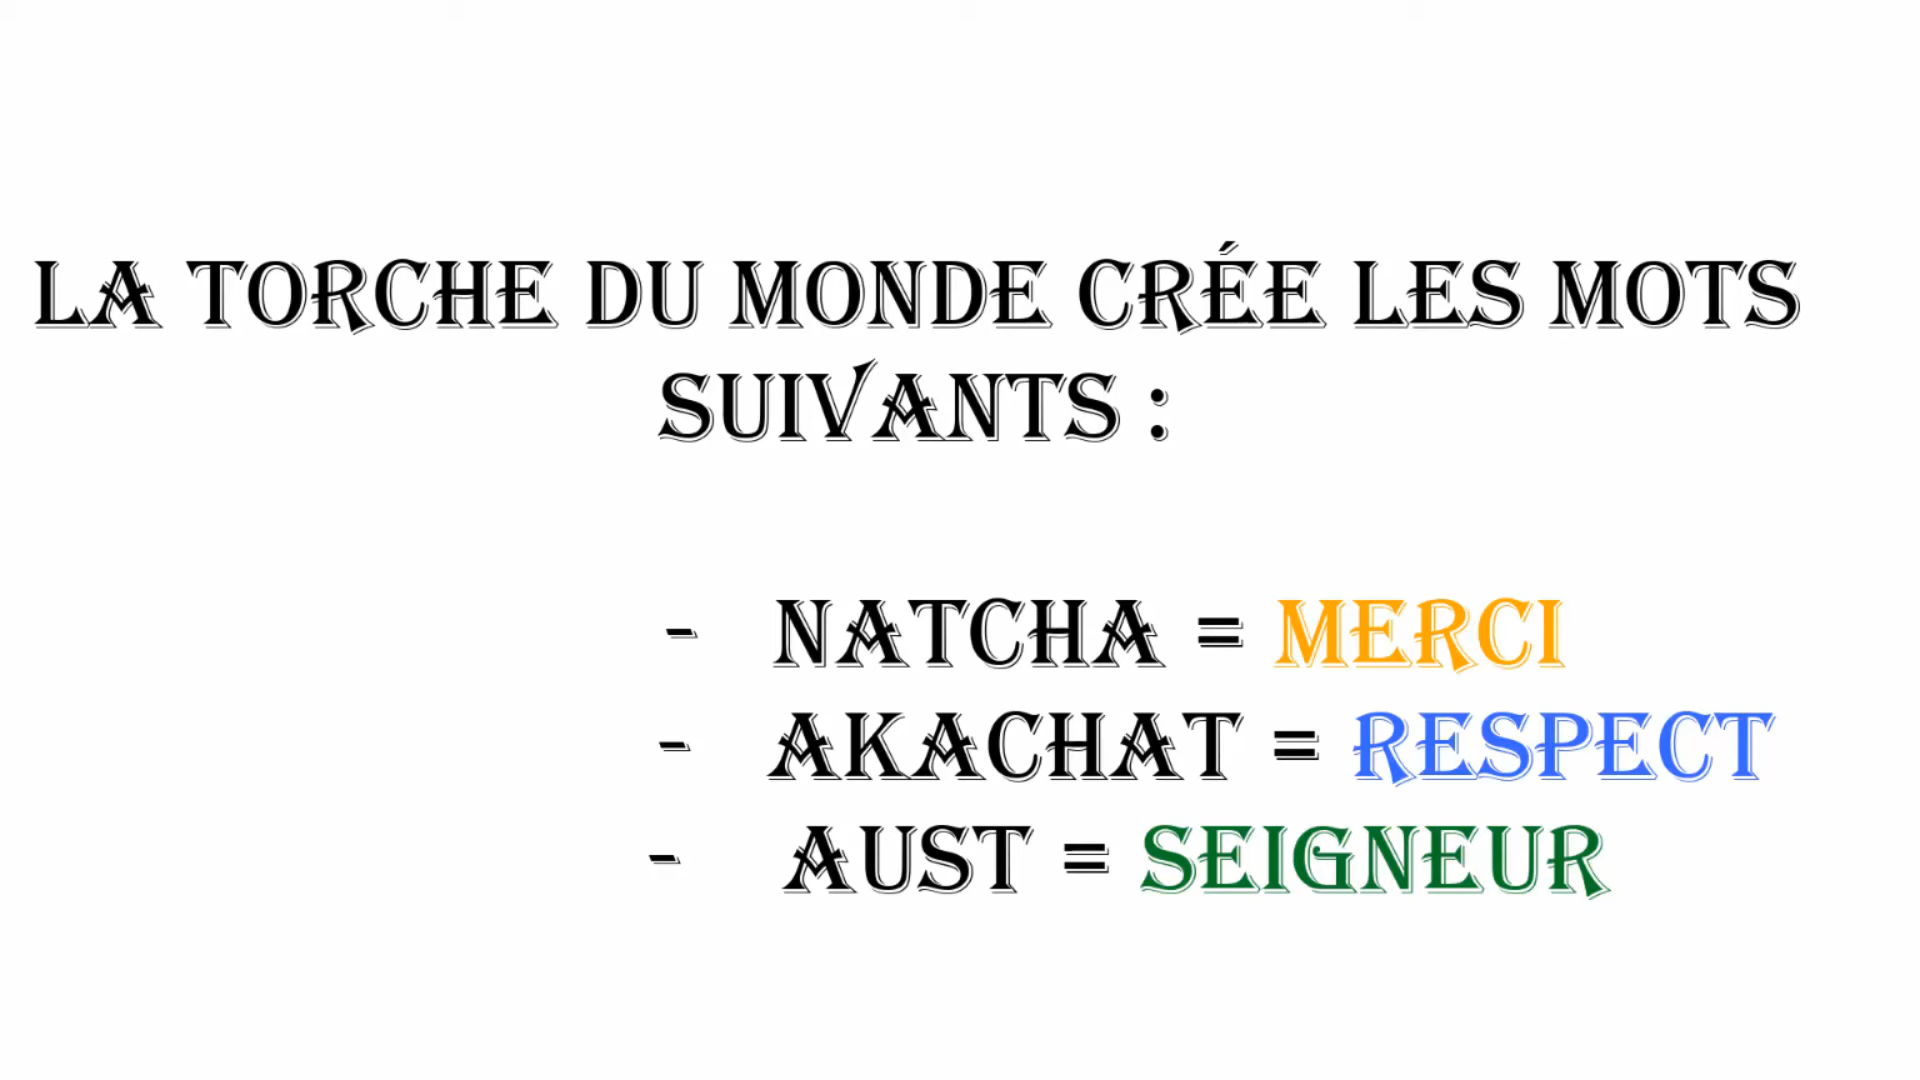 LA TORCHE DU MONDE CRÉE LES MOTS
SUIVANTS :
- NATCHA = MERCI
- AKACHAT = RESPECT
- AUST = SEIGNEUR